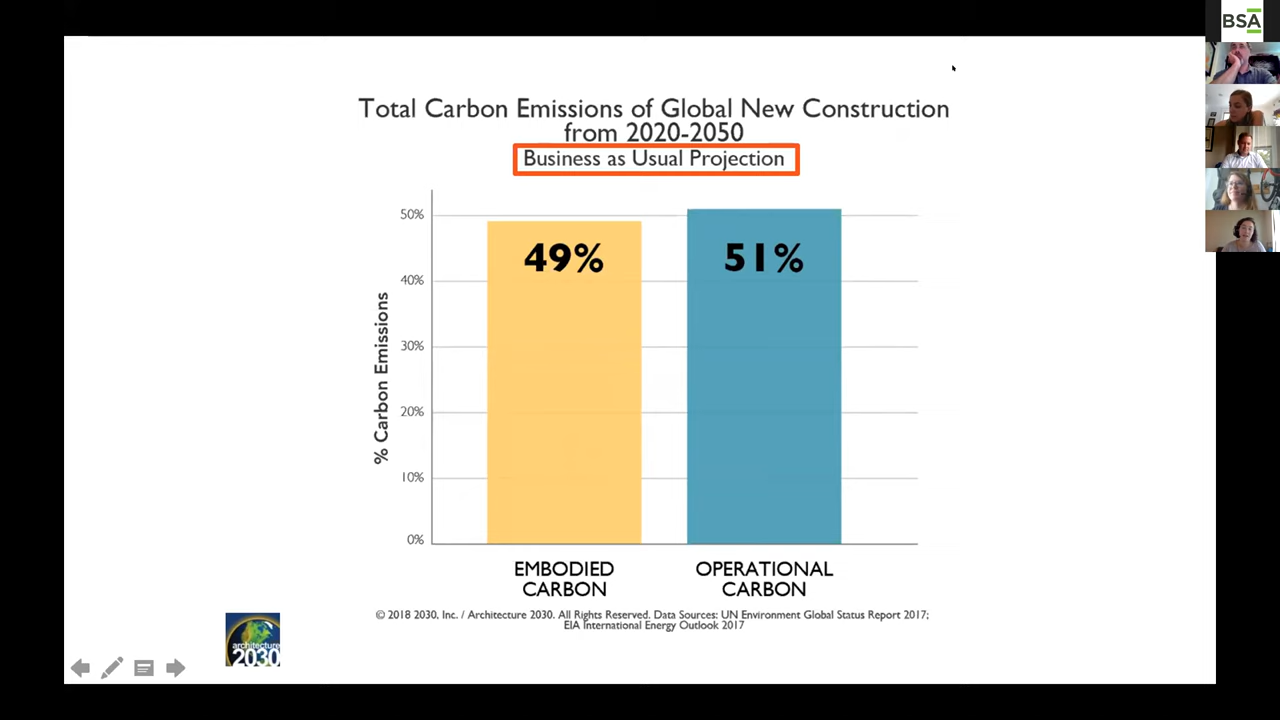 BSA
Total Carbon Emissions of Global New Construction
from 2020-2050
Business as Usual Projection
% Carbon Emissions
50%
40%
30%
20%
10%
0%
49%
51%
EMBODIED
CARBON
OPERATIONAL
CARBON
© 2018 2030, Inc. / Architecture 2030. All Rights Reserved. Data Sources: UN Environment Global Status Report 2017;
EIA International Energy Outlook 2017
architecture
2030